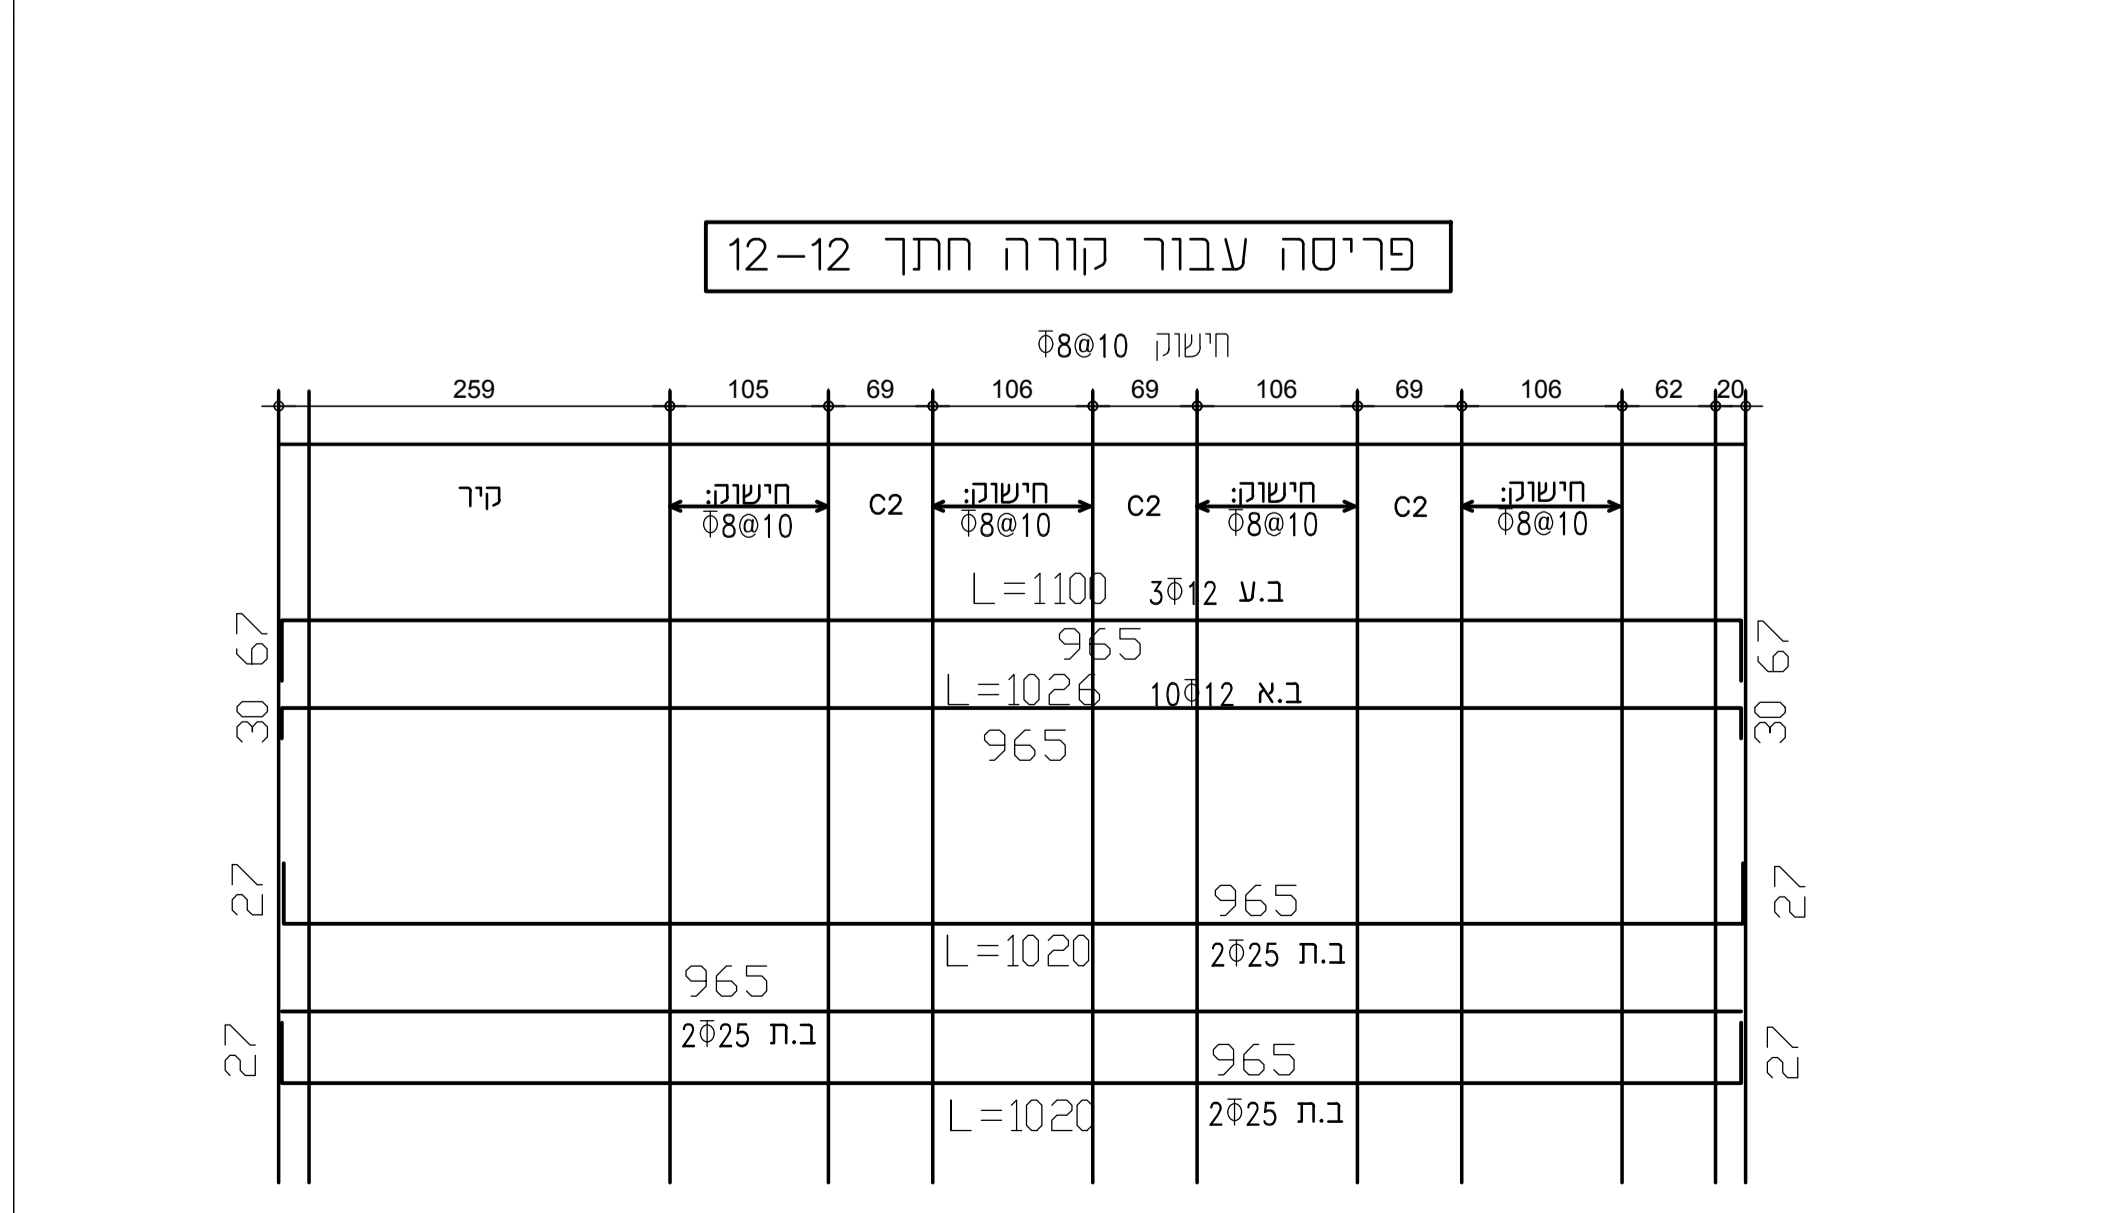 פריסה עבור קורה חתך 12-12
חישוק Φ8@10
259 105 69 106 69 106 69 106 62 20
קיר
חישוק:
Φ8@10
C2
חישוק:
Φ8@10
C2
חישוק:
Φ8@10
C2
חישוק:
Φ8@10
L=1100 3Φ12 ב.ע
67 965 67
L=1026 10Φ12 ב.א
30 965 30
27 965 27
L=1020 2Φ25 ב.ת
965
2Φ25 ב.ת
27 965 27
L=1020 2Φ25 ב.ת